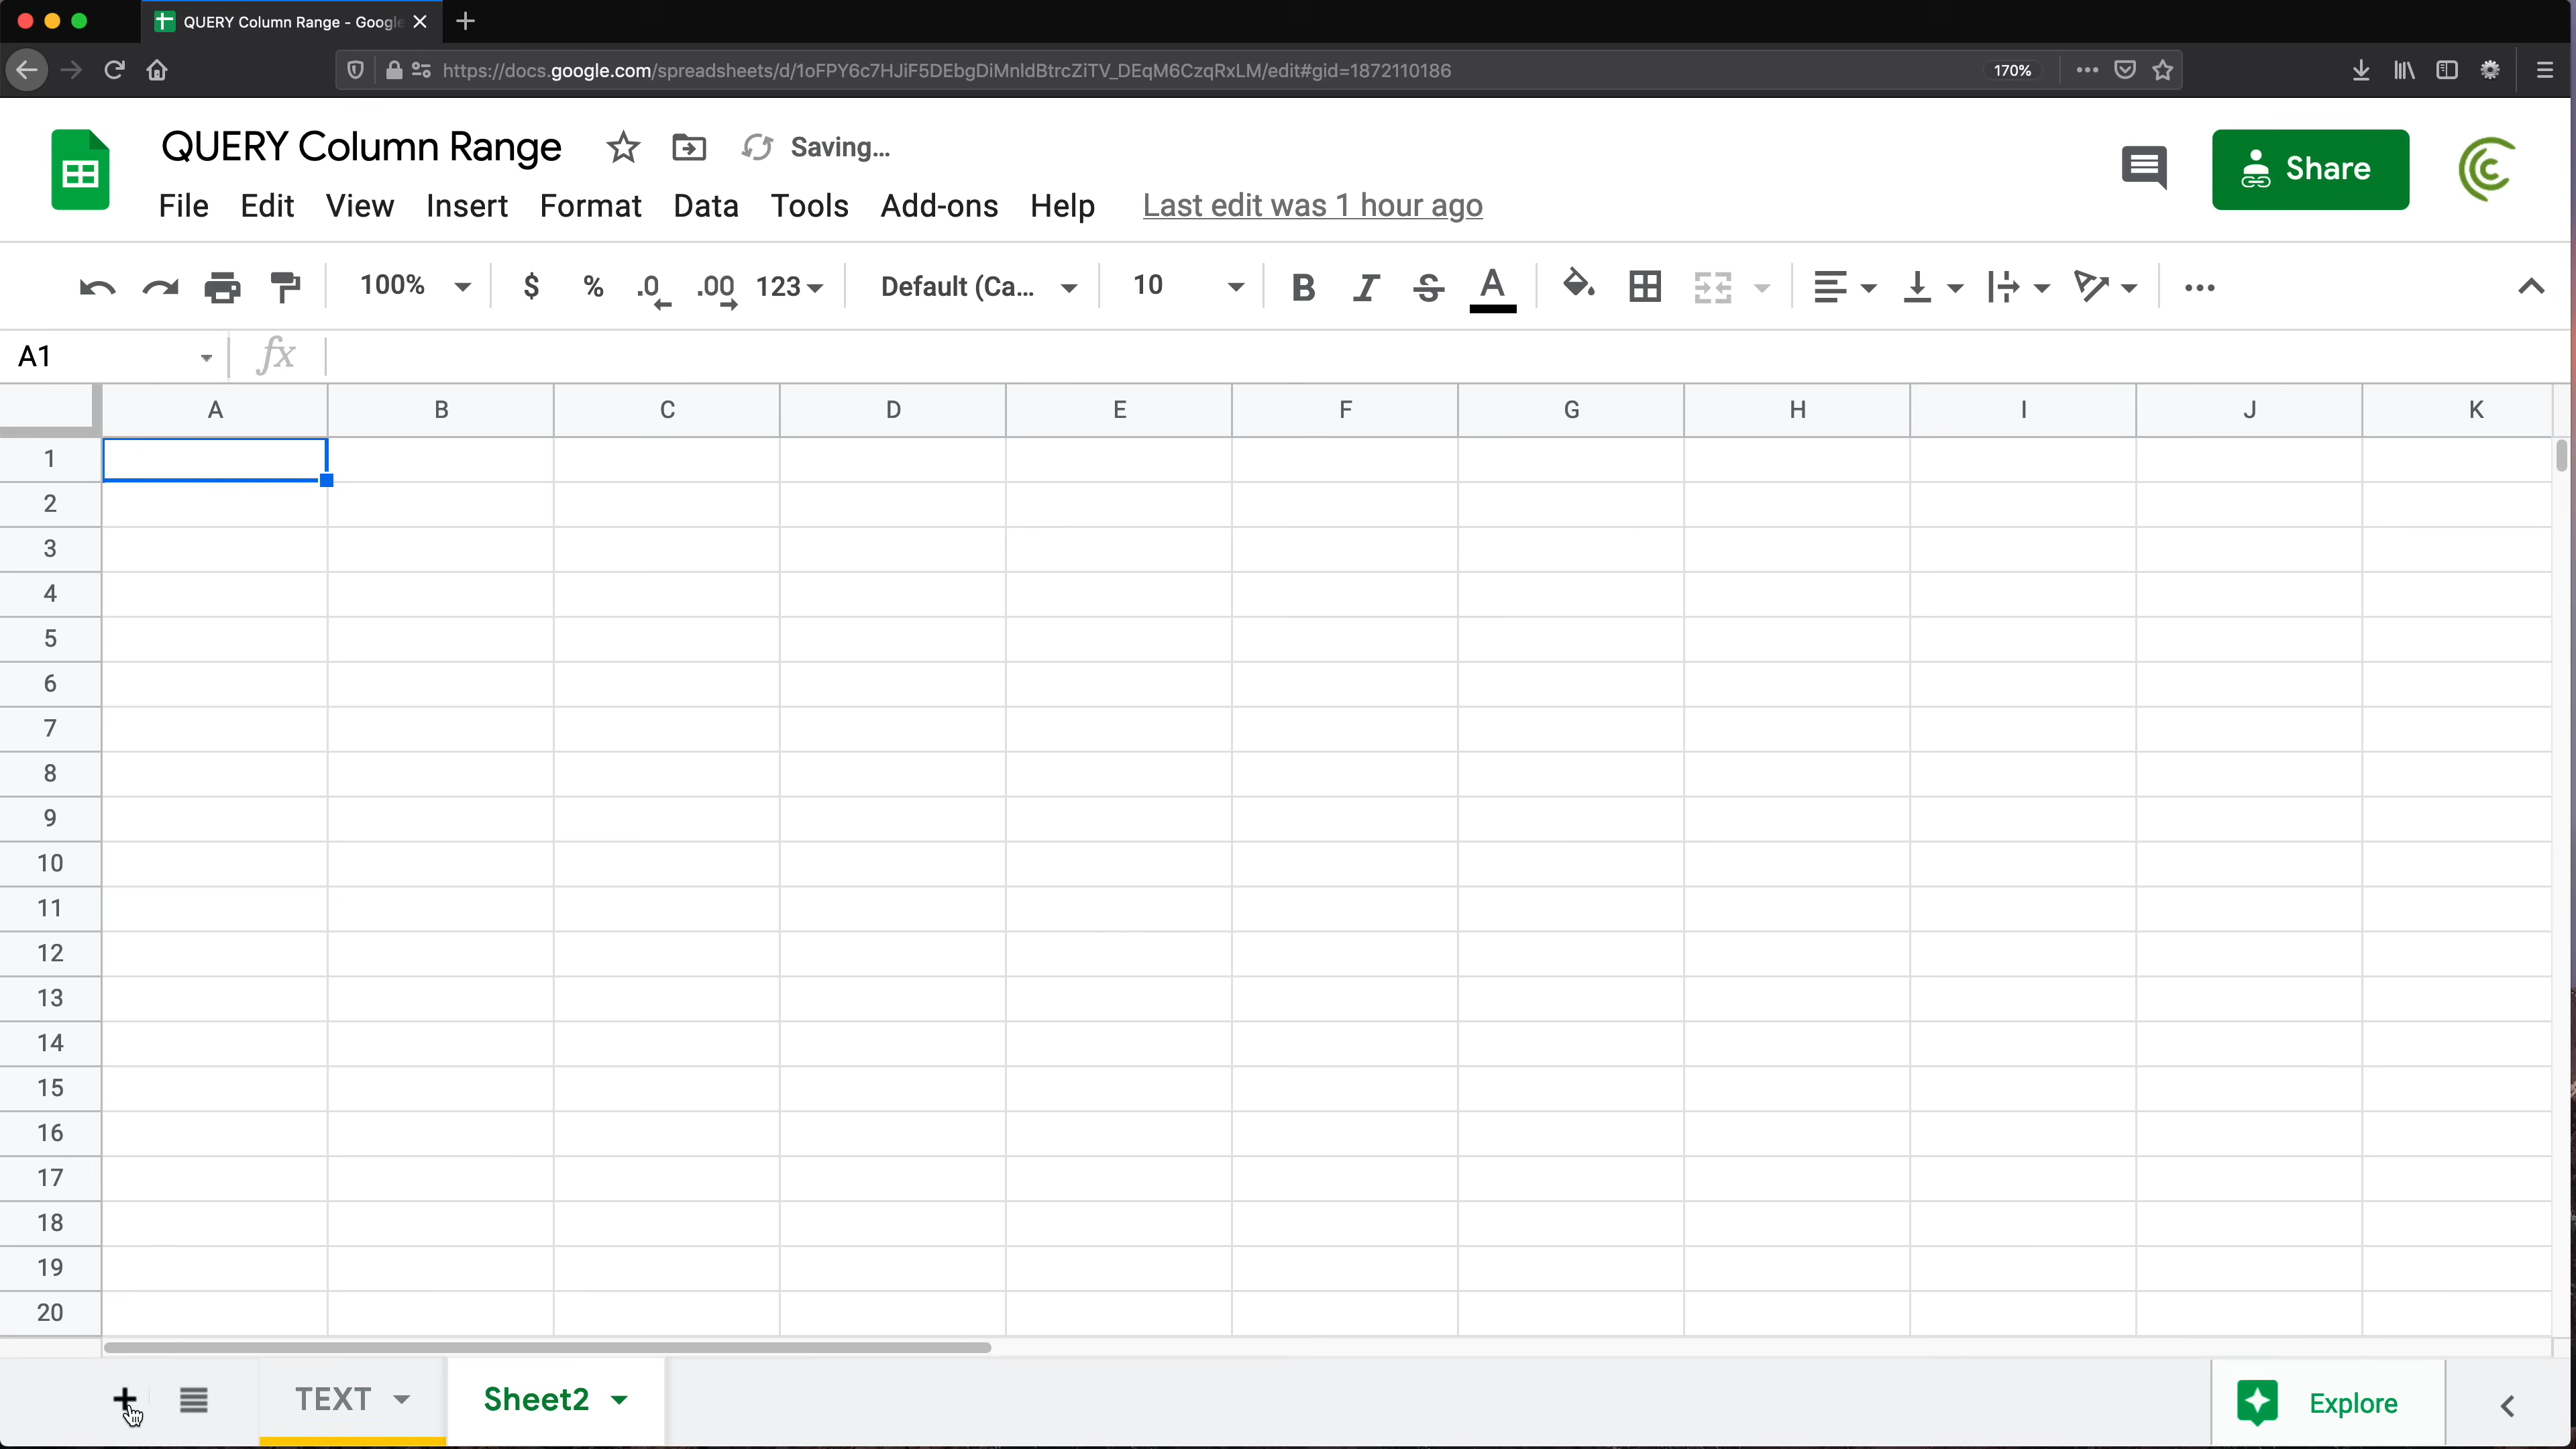 QUERY Column Range - Google
https://docs.google.com/spreadsheets/d/1oFPY6c7HJiF5DEbgDiMnldBtrcZiTV_DEqM6CzqRxLM/edit#gid=1872110186
170%
QUERY Column Range
Saving...
File Edit View Insert Format Data Tools Add-ons Help Last edit was 1 hour ago
Share
100% $ % .0 .00 123 Default (Ca... 10 B I S A
A1 fx
A B C D E F G H I J K
1
2
3
4
5
6
7
8
9
10
11
12
13
14
15
16
17
18
19
20
TEXT Sheet2 Explore